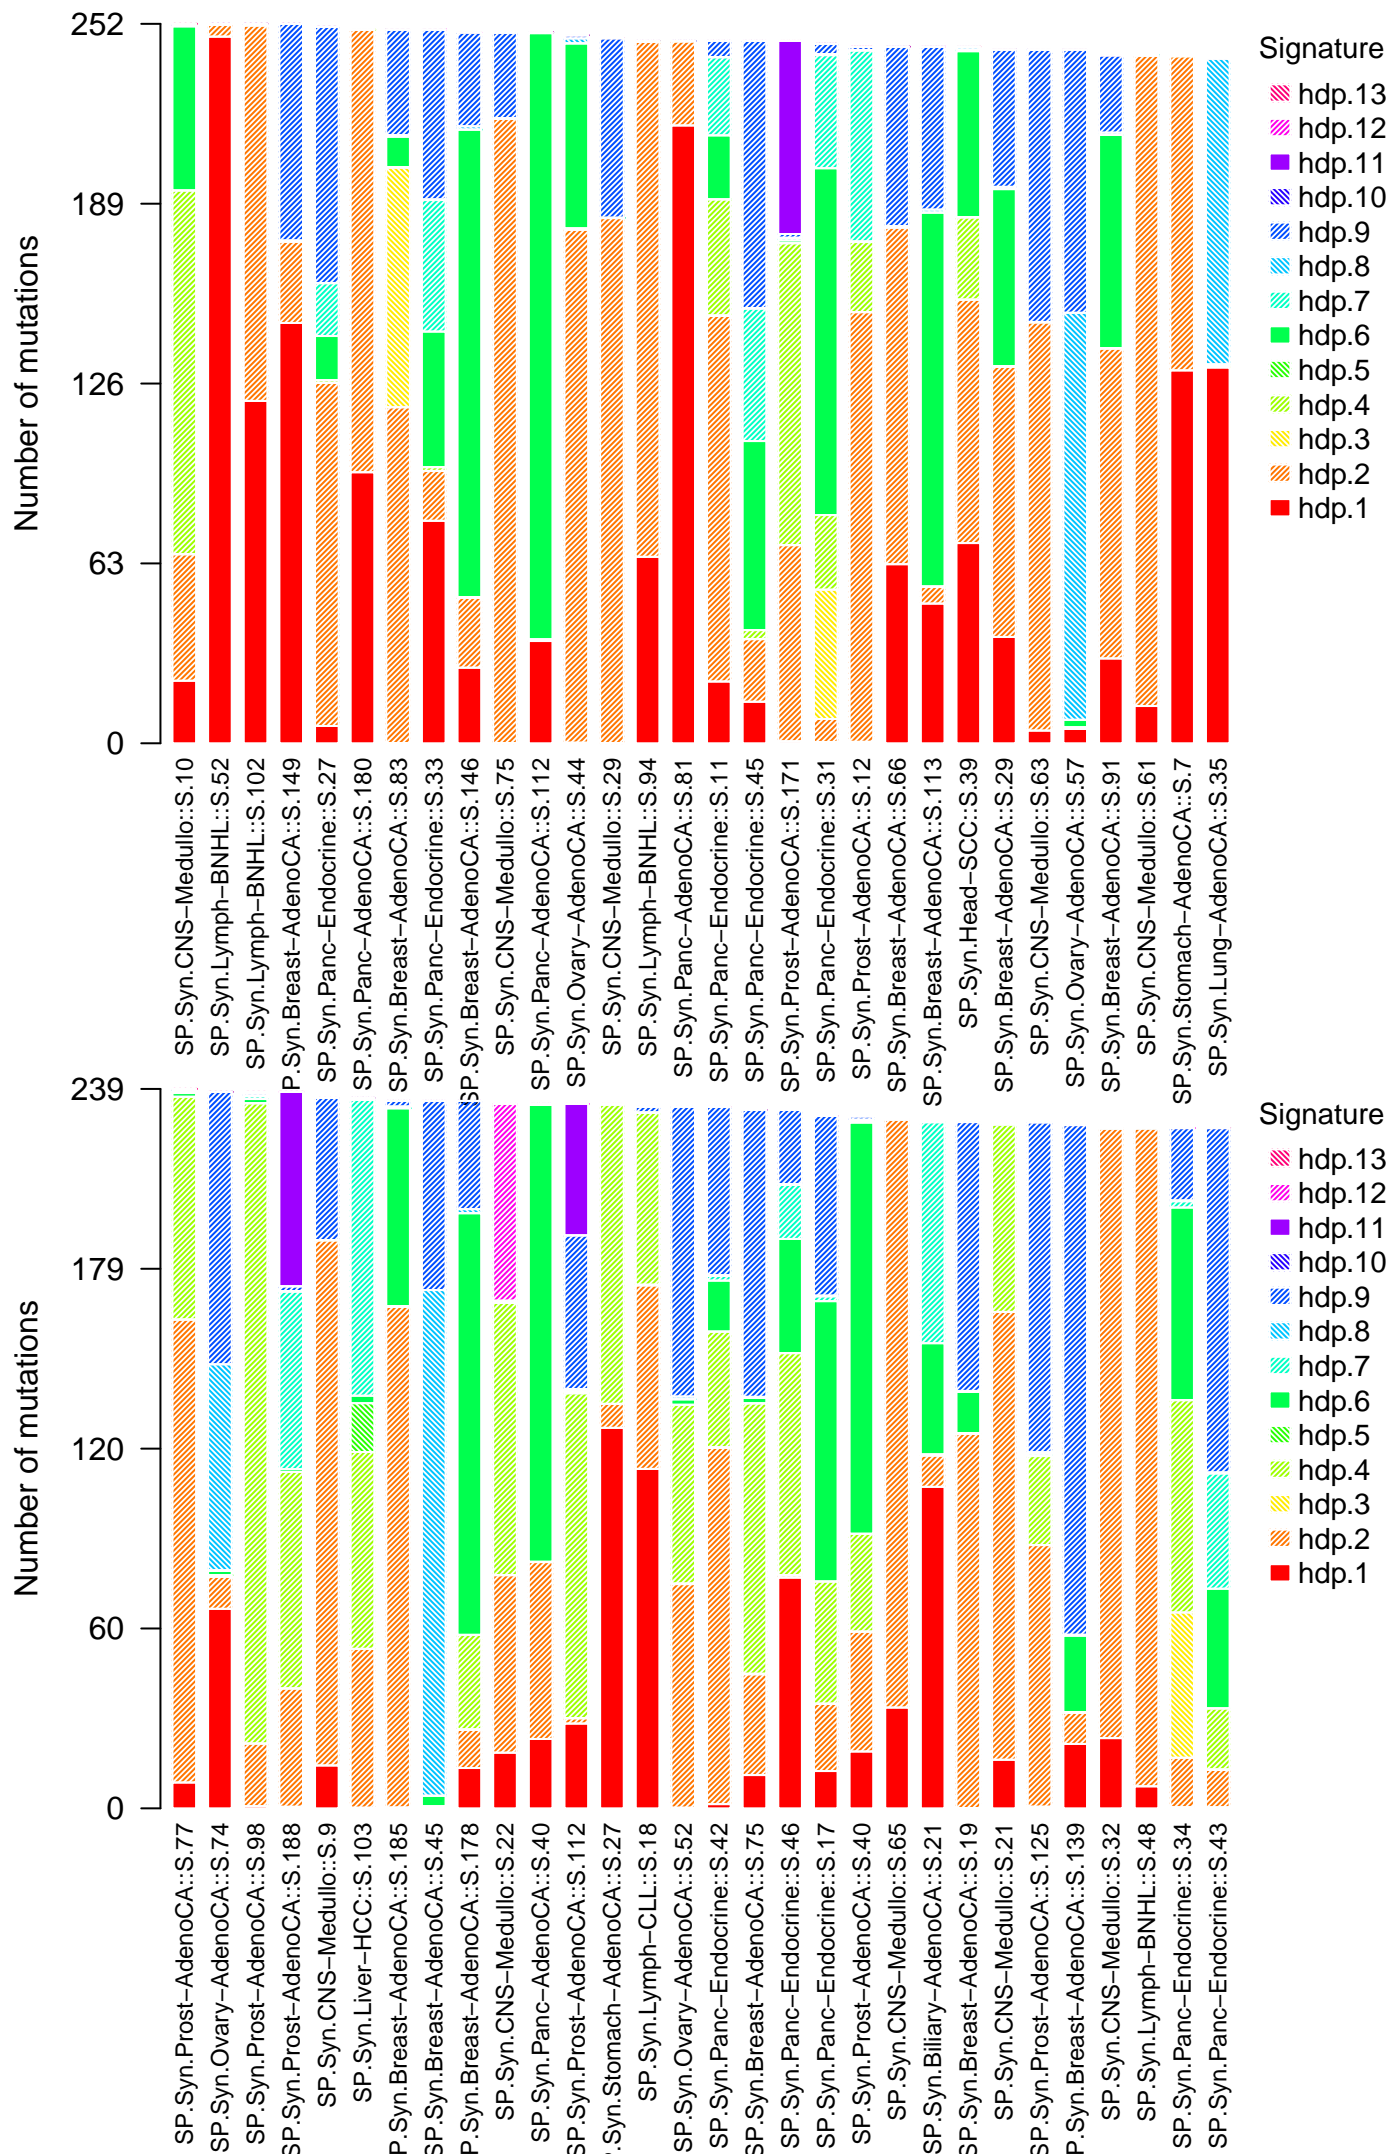 252
189
126
63
0
Number of mutations
Signature
hdp.13
hdp.12
hdp.11
hdp.10
hdp.9
hdp.8
hdp.7
hdp.6
hdp.5
hdp.4
hdp.3
hdp.2
hdp.1
SP.Syn.CNS−Medullo::S.10
SP.Syn.Lymph−BNHL::S.52
SP.Syn.Lymph−BNHL::S.102
P.Syn.Breast−AdenoCA::S.149
SP.Syn.Panc−Endocrine::S.27
SP.Syn.Panc−AdenoCA::S.180
SP.Syn.Breast−AdenoCA::S.83
SP.Syn.Panc−Endocrine::S.33
SP.Syn.Breast−AdenoCA::S.146
SP.Syn.CNS−Medullo::S.75
SP.Syn.Panc−AdenoCA::S.112
SP.Syn.Ovary−AdenoCA::S.44
SP.Syn.CNS−Medullo::S.29
SP.Syn.Lymph−BNHL::S.94
SP.Syn.Panc−AdenoCA::S.81
SP.Syn.Panc−Endocrine::S.11
SP.Syn.Panc−Endocrine::S.45
SP.Syn.Prost−AdenoCA::S.171
SP.Syn.Panc−Endocrine::S.31
SP.Syn.Prost−AdenoCA::S.12
SP.Syn.Breast−AdenoCA::S.66
SP.Syn.Breast−AdenoCA::S.113
SP.Syn.Head−SCC::S.39
SP.Syn.Breast−AdenoCA::S.29
SP.Syn.CNS−Medullo::S.63
SP.Syn.Ovary−AdenoCA::S.57
SP.Syn.Breast−AdenoCA::S.91
SP.Syn.CNS−Medullo::S.61
SP.Syn.Stomach−AdenoCA::S.7
SP.Syn.Lung−AdenoCA::S.35
239
179
120
60
0
Number of mutations
Signature
hdp.13
hdp.12
hdp.11
hdp.10
hdp.9
hdp.8
hdp.7
hdp.6
hdp.5
hdp.4
hdp.3
hdp.2
hdp.1
SP.Syn.Prost−AdenoCA::S.77
SP.Syn.Ovary−AdenoCA::S.74
SP.Syn.Prost−AdenoCA::S.98
SP.Syn.Prost−AdenoCA::S.188
SP.Syn.CNS−Medullo::S.9
SP.Syn.Liver−HCC::S.103
P.Syn.Breast−AdenoCA::S.185
SP.Syn.Breast−AdenoCA::S.45
P.Syn.Breast−AdenoCA::S.178
SP.Syn.CNS−Medullo::S.22
SP.Syn.Panc−AdenoCA::S.40
SP.Syn.Prost−AdenoCA::S.112
.Syn.Stomach−AdenoCA::S.27
SP.Syn.Lymph−CLL::S.18
SP.Syn.Ovary−AdenoCA::S.52
SP.Syn.Panc−Endocrine::S.42
SP.Syn.Breast−AdenoCA::S.75
SP.Syn.Panc−Endocrine::S.46
SP.Syn.Panc−Endocrine::S.17
SP.Syn.Prost−AdenoCA::S.40
SP.Syn.CNS−Medullo::S.65
SP.Syn.Biliary−AdenoCA::S.21
SP.Syn.Breast−AdenoCA::S.19
SP.Syn.CNS−Medullo::S.21
SP.Syn.Prost−AdenoCA::S.125
P.Syn.Breast−AdenoCA::S.139
SP.Syn.CNS−Medullo::S.32
SP.Syn.Lymph−BNHL::S.48
SP.Syn.Panc−Endocrine::S.34
SP.Syn.Panc−Endocrine::S.43